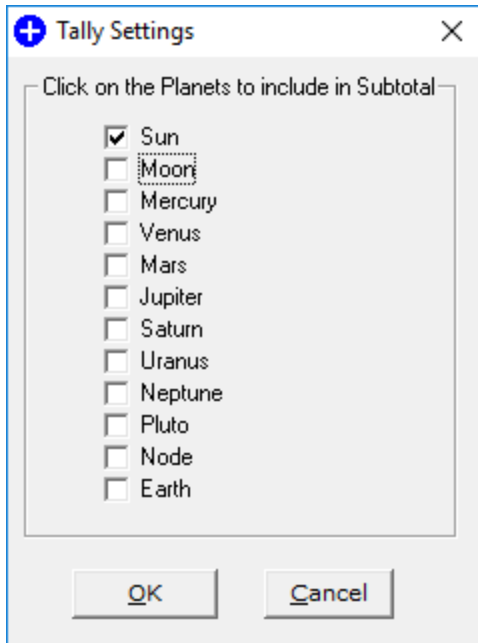 Tally Settings
Click on the Planets to include in Subtotal
Sun
Moon
Mercury
Venus
Mars
Jupiter
Saturn
Uranus
Neptune
Pluto
Node
Earth
OK
Cancel